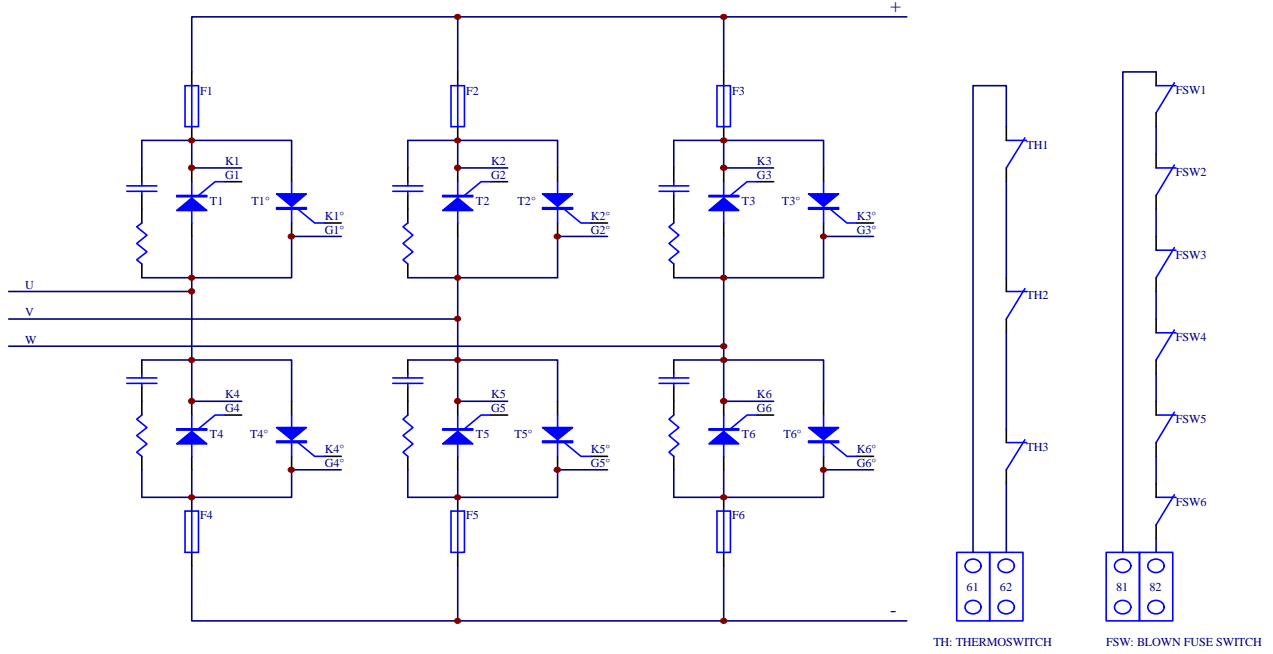 +
F1
F2
F3
FSW1
TH1
K1
G1
K2
G2
K3
G3
FSW2
T1
T1°
T2
T2°
T3
T3°
K1°
G1°
K2°
G2°
K3°
G3°
FSW3
U
TH2
V
FSW4
W
K4
G4
K5
G5
K6
G6
FSW5
T4
T4°
T5
T5°
T6
T6°
K4°
G4°
K5°
G5°
K6°
G6°
TH3
FSW6
F4
F5
F6
61
62
81
82
-
TH: THERMOSWITCH
FSW: BLOWN FUSE SWITCH